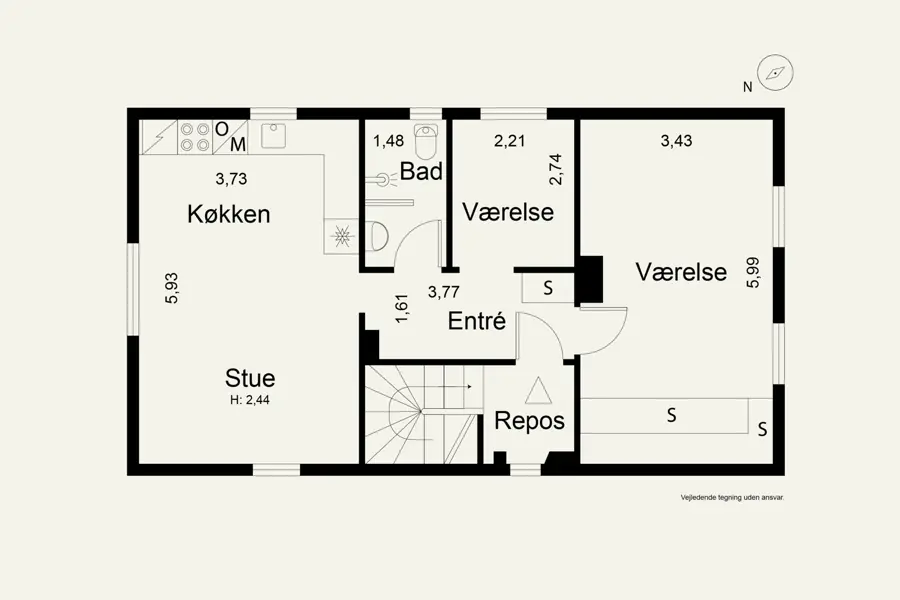 N
O
M
1,48
2,21
3,43
Bad
2,74
3,73
Køkken
Værelse
Værelse
5,99
5,93
3,77
1,61
S
Entré
Stue
H: 2,44
Repos
S
S
Vejledende tegning uden ansvar.